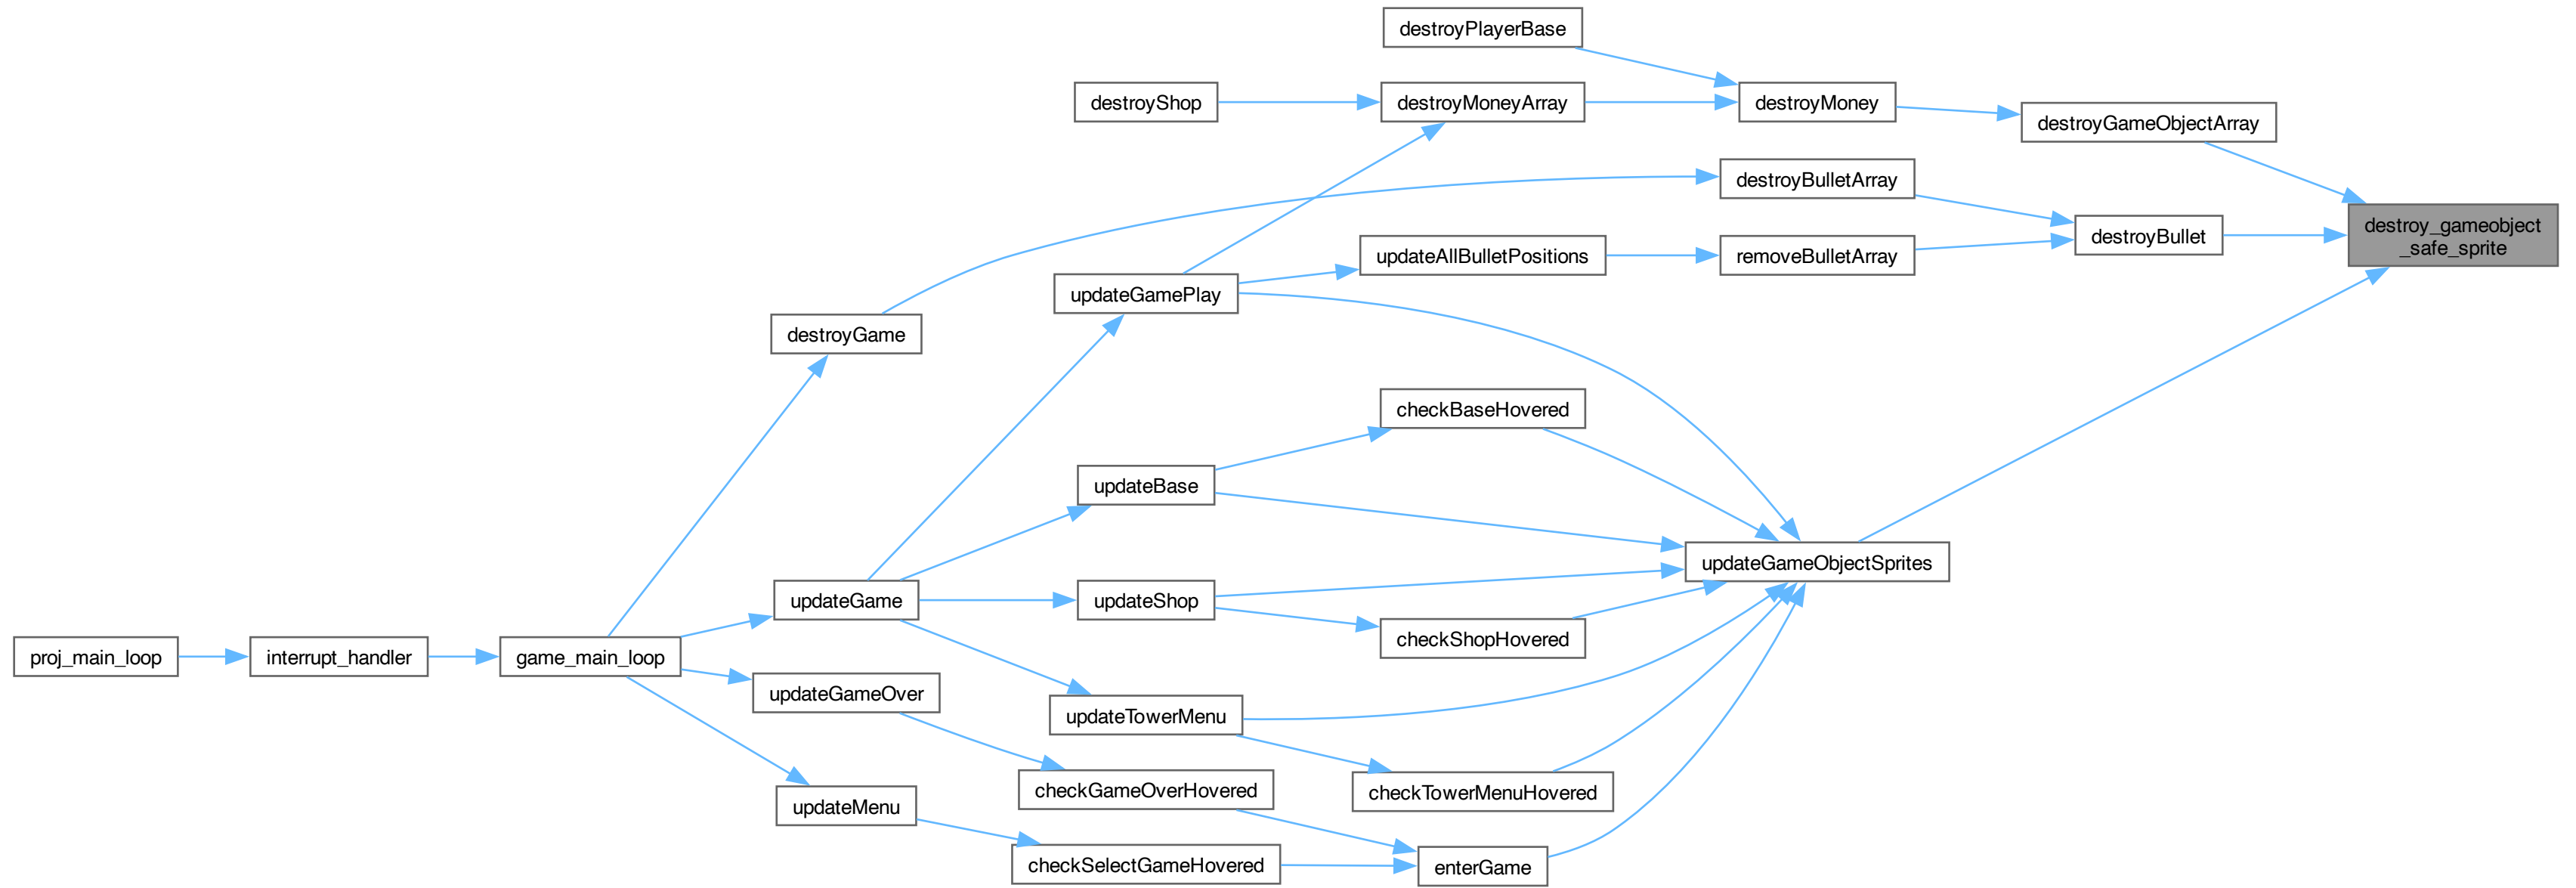 destroyPlayerBase
destroyShop
destroyMoneyArray
destroyMoney
destroyGameObjectArray
destroyBulletArray
destroy_gameobject
_safe_sprite
destroyBullet
updateAllBulletPositions
removeBulletArray
updateGamePlay
destroyGame
checkBaseHovered
updateBase
updateGameObjectSprites
updateGame
updateShop
checkShopHovered
proj_main_loop
interrupt_handler
game_main_loop
updateGameOver
updateTowerMenu
checkGameOverHovered
checkTowerMenuHovered
updateMenu
checkSelectGameHovered
enterGame